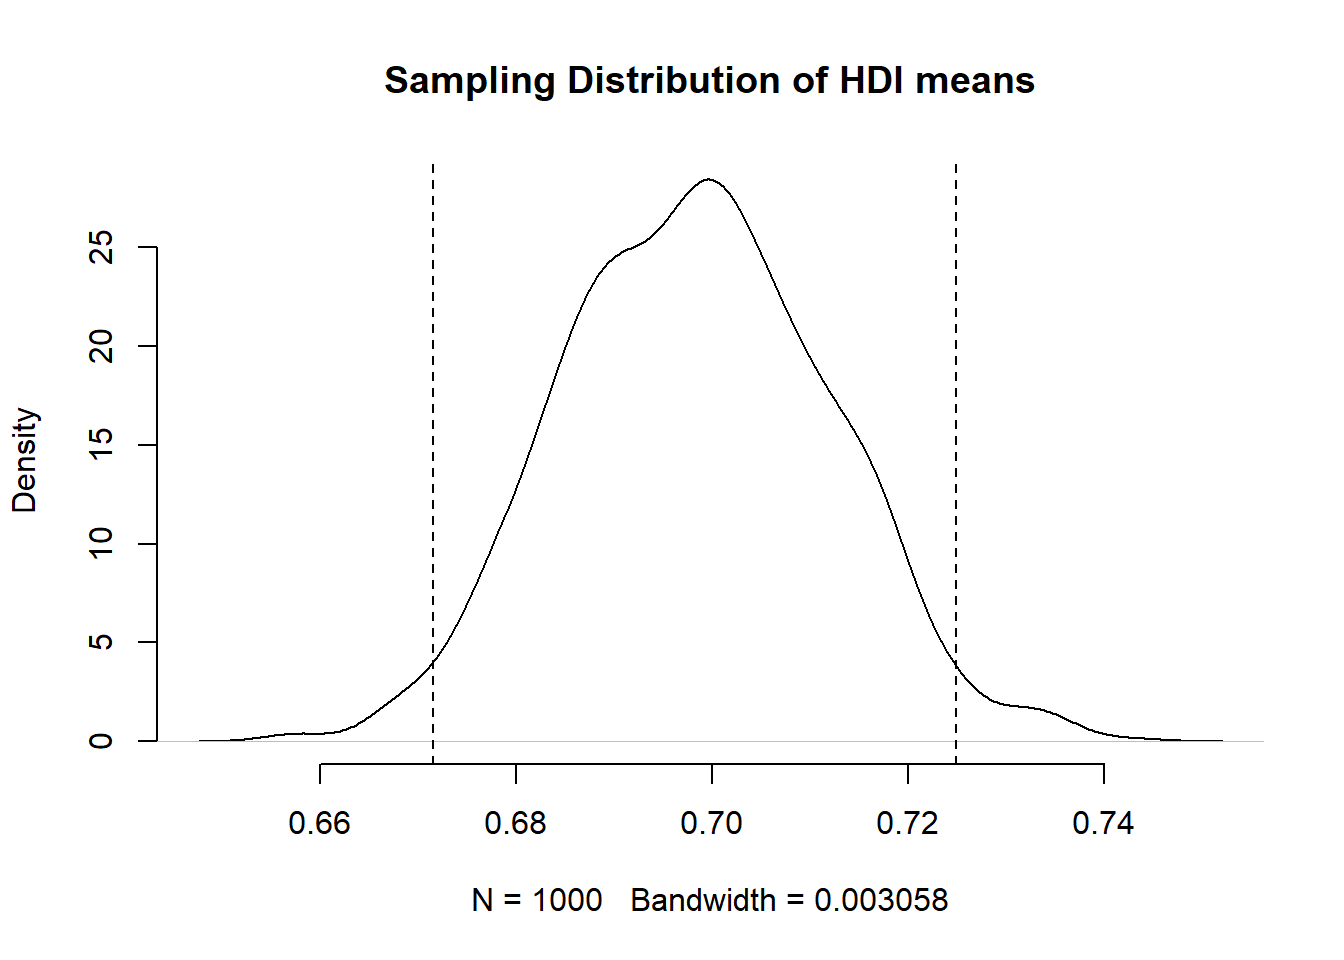 Sampling Distribution of HDI means
Density
25
20
15
10
5
0
0.66 0.68 0.70 0.72 0.74
N = 1000 Bandwidth = 0.003058